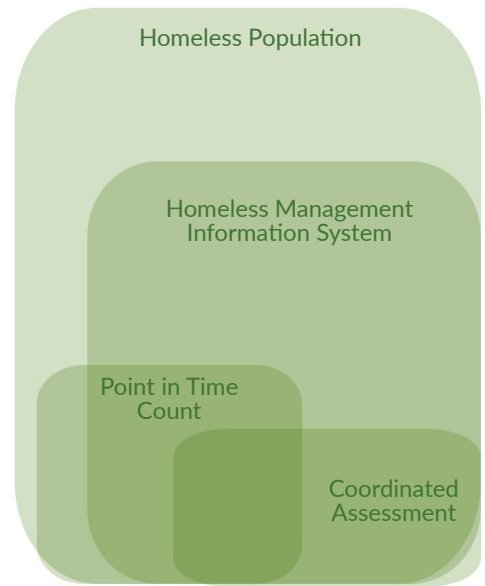 Homeless Population
Homeless Management
Information System
Point in Time
Count
Coordinated
Assessment